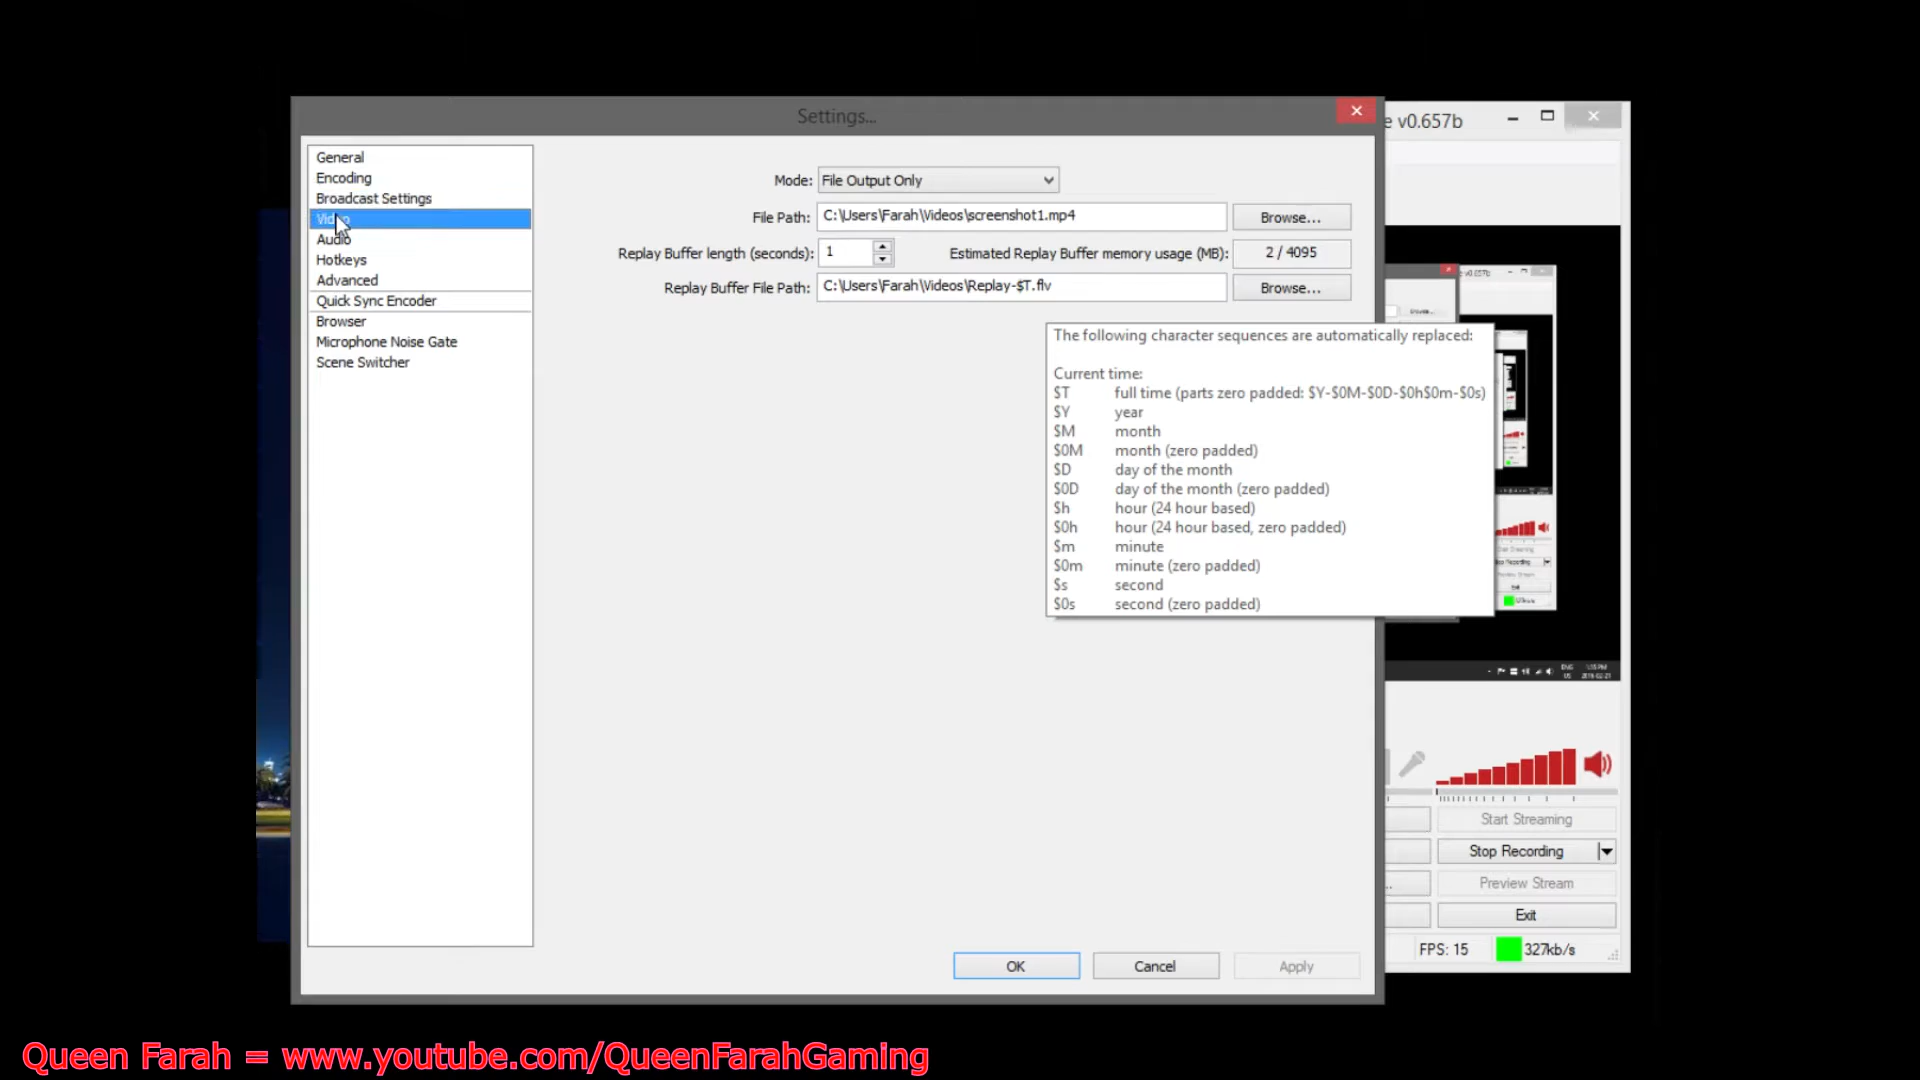 Settings...
e v0.657b
General
Encoding
Broadcast Settings
Video
Audio
Hotkeys
Advanced
Quick Sync Encoder
Browser
Microphone Noise Gate
Scene Switcher
Mode: File Output Only
File Path: C:\Users\Farah\Videos\screenshot1.mp4 Browse...
Replay Buffer length (seconds): 1 Estimated Replay Buffer memory usage (MB): 2 / 4095
Replay Buffer File Path: C:\Users\Farah\Videos\Replay-$T.flv Browse...
The following character sequences are automatically replaced:
Current time:
$T full time (parts zero padded: $Y-$0M-$0D-$0h$0m-$0s)
$Y year
$M month
$0M month (zero padded)
$D day of the month
$0D day of the month (zero padded)
$h hour (24 hour based)
$0h hour (24 hour based, zero padded)
$m minute
$0m minute (zero padded)
$s second
$0s second (zero padded)
OK Cancel Apply
Start Streaming
Stop Recording
Preview Stream
... Exit
FPS: 15 327kb/s
Queen Farah = www.youtube.com/QueenFarahGaming